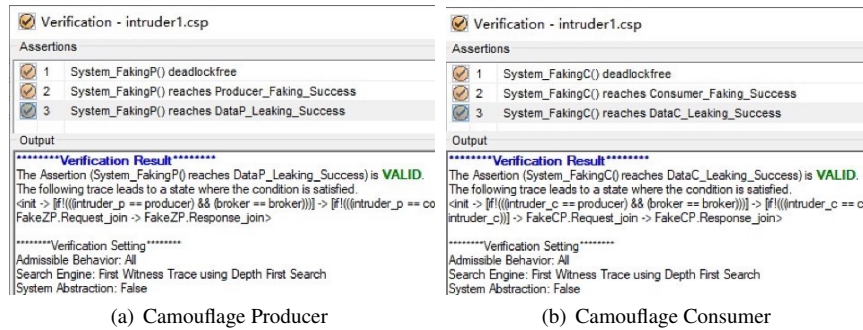 Verification - intruder1.csp
Assertions
1 System_FakingP() deadlockfree
2 System_FakingP() reaches Producer_Faking_Success
3 System_FakingP() reaches DataP_Leaking_Success
Output
********Verification Result********
The Assertion (System_FakingP() reaches DataP_Leaking_Success) is VALID.
The following trace leads to a state where the condition is satisfied.
<init -> [if!(((intruder_p == producer) && (broker == broker)))] -> [if!(((intruder_p == co
FakeZP.Request_join -> FakeZP.Response_join>
********Verification Setting********
Admissible Behavior: All
Search Engine: First Witness Trace using Depth First Search
System Abstraction: False
(a) Camouflage Producer
Verification - intruder1.csp
Assertions
1 System_FakingC() deadlockfree
2 System_FakingC() reaches Consumer_Faking_Success
3 System_FakingC() reaches DataC_Leaking_Success
Output
********Verification Result********
The Assertion (System_FakingC() reaches DataC_Leaking_Success) is VALID.
The following trace leads to a state where the condition is satisfied.
<init -> [if!(((intruder_c == producer) && (broker == broker)))] -> [if!(((intruder_c == c
intruder_c))] -> FakeCP.Request_join -> FakeCP.Response_join>
********Verification Setting********
Admissible Behavior: All
Search Engine: First Witness Trace using Depth First Search
System Abstraction: False
(b) Camouflage Consumer